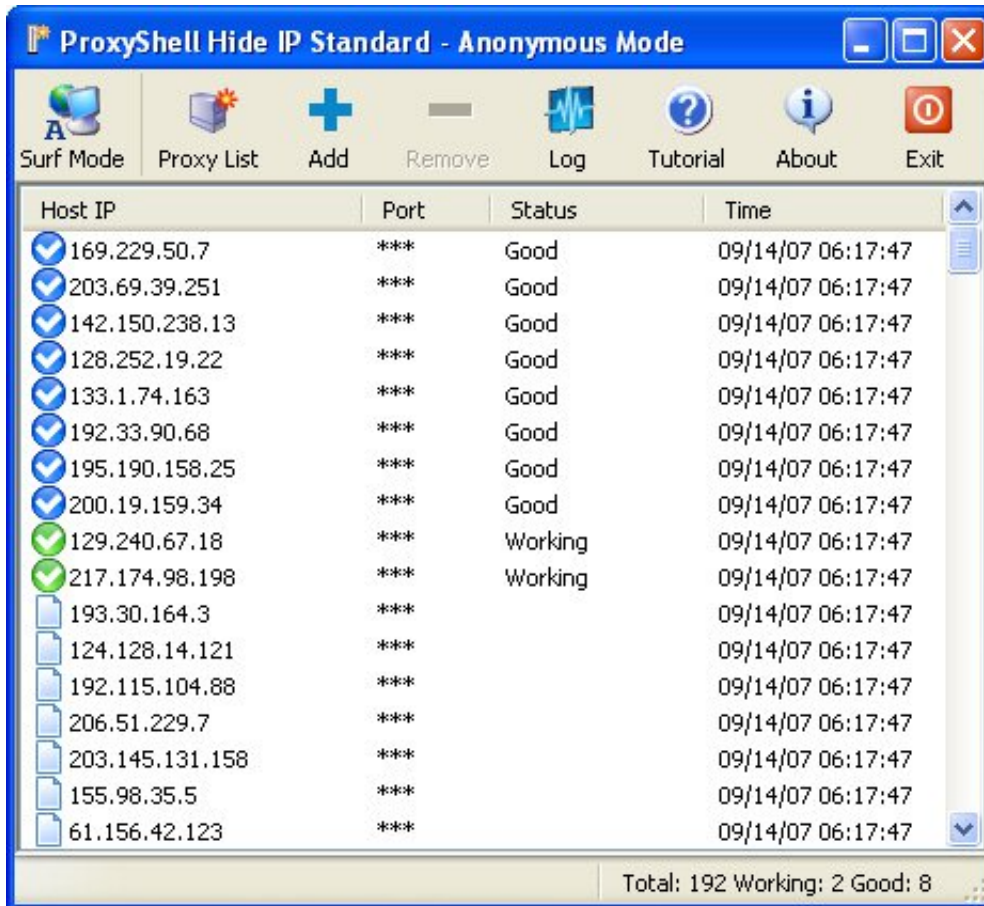 ProxyShell Hide IP Standard - Anonymous Mode
A
Surf Mode Proxy List Add Remove Log Tutorial About Exit
Host IP Port Status Time
169.229.50.7 *** Good 09/14/07 06:17:47
203.69.39.251 *** Good 09/14/07 06:17:47
142.150.238.13 *** Good 09/14/07 06:17:47
128.252.19.22 *** Good 09/14/07 06:17:47
133.1.74.163 *** Good 09/14/07 06:17:47
192.33.90.68 *** Good 09/14/07 06:17:47
195.190.158.25 *** Good 09/14/07 06:17:47
200.19.159.34 *** Good 09/14/07 06:17:47
129.240.67.18 *** Working 09/14/07 06:17:47
217.174.98.198 *** Working 09/14/07 06:17:47
193.30.164.3 *** 09/14/07 06:17:47
124.128.14.121 *** 09/14/07 06:17:47
192.115.104.88 *** 09/14/07 06:17:47
206.51.229.7 *** 09/14/07 06:17:47
203.145.131.158 *** 09/14/07 06:17:47
155.98.35.5 *** 09/14/07 06:17:47
61.156.42.123 *** 09/14/07 06:17:47
Total: 192 Working: 2 Good: 8